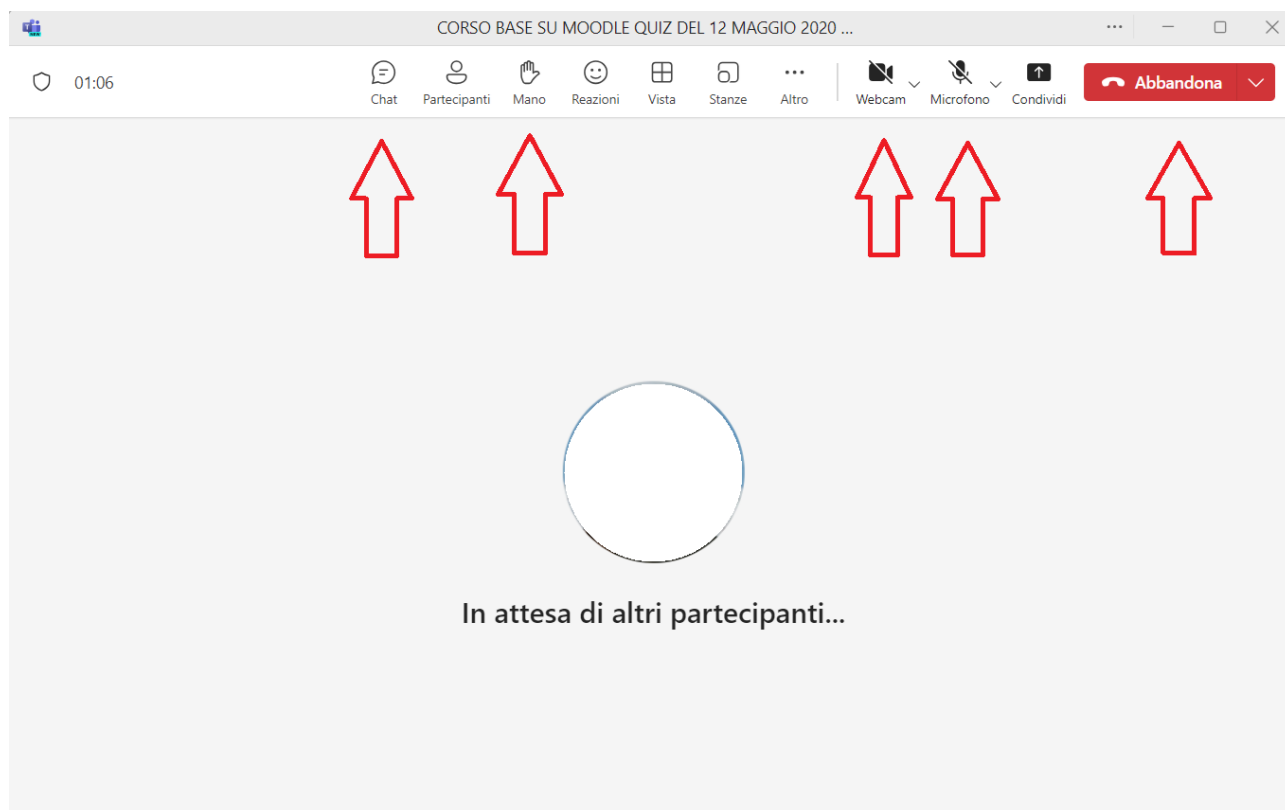 CORSO BASE SU MOODLE QUIZ DEL 12 MAGGIO 2020 ...
01:06
Chat Partecipanti Mano Reazioni Vista Stanze Altro Webcam Microfono Condividi Abbandona
In attesa di altri partecipanti...